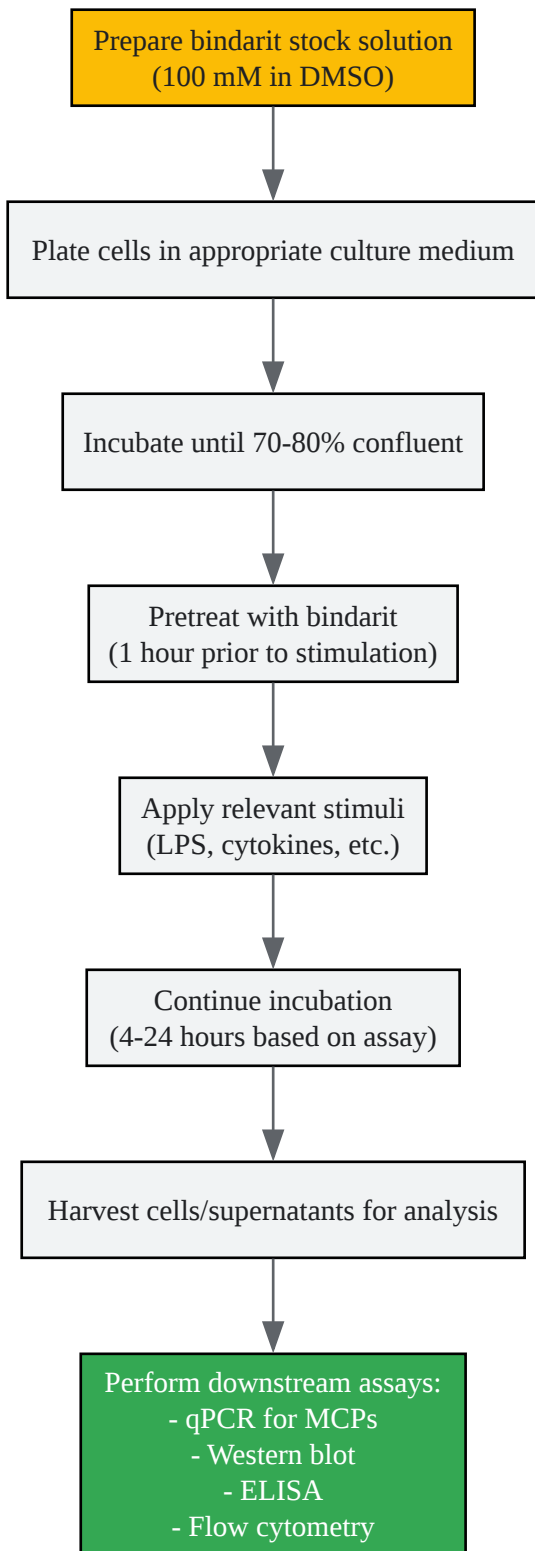 Prepare bindarit stock solution
(100 mM in DMSO)
Plate cells in appropriate culture medium
Incubate until 70-80% confluent
Pretreat with bindarit
(1 hour prior to stimulation)
Apply relevant stimuli
(LPS, cytokines, etc.)
Continue incubation
(4-24 hours based on assay)
Harvest cells/supernatants for analysis
Perform downstream assays:
- qPCR for MCPs
- Western blot
- ELISA
- Flow cytometry